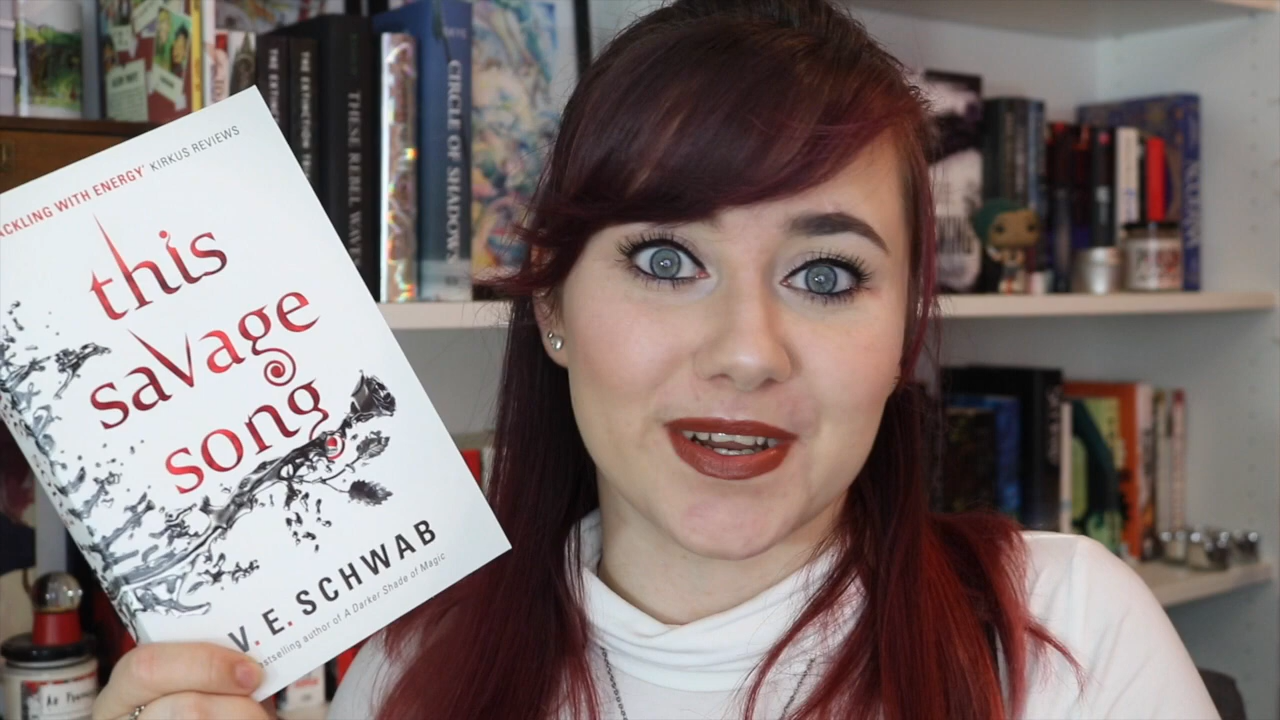 ACKLING WITH ENERGY' KIRKUS REVIEWS
this
savage
song
V. E. SCHWAB
estselling author of A Darker Shade of Magic
THESE REBEL WAVES
CIRCLE OF SHADOWS